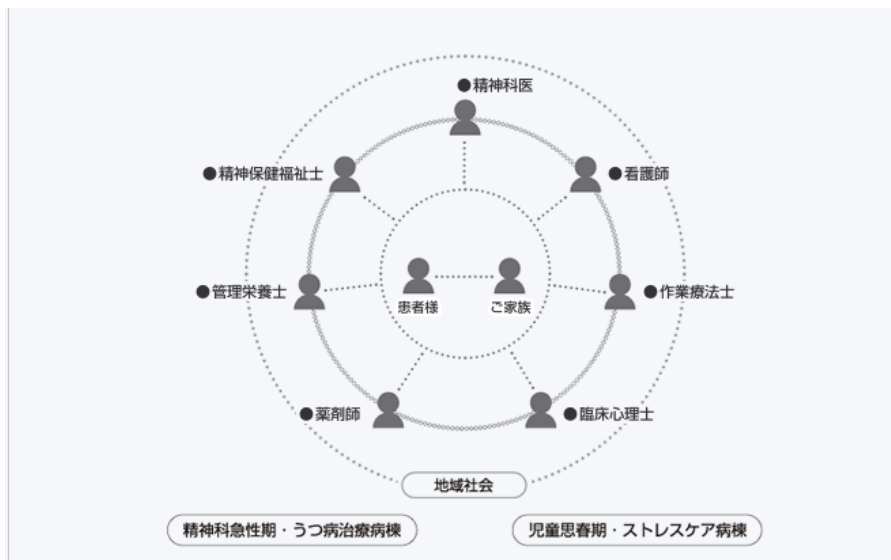 ●精神科医
●精神保健福祉士
●看護師
●管理栄養士
●作業療法士
患者様
ご家族
●薬剤師
●臨床心理士
地域社会
精神科急性期・うつ病治療病棟
児童思春期・ストレスケア病棟